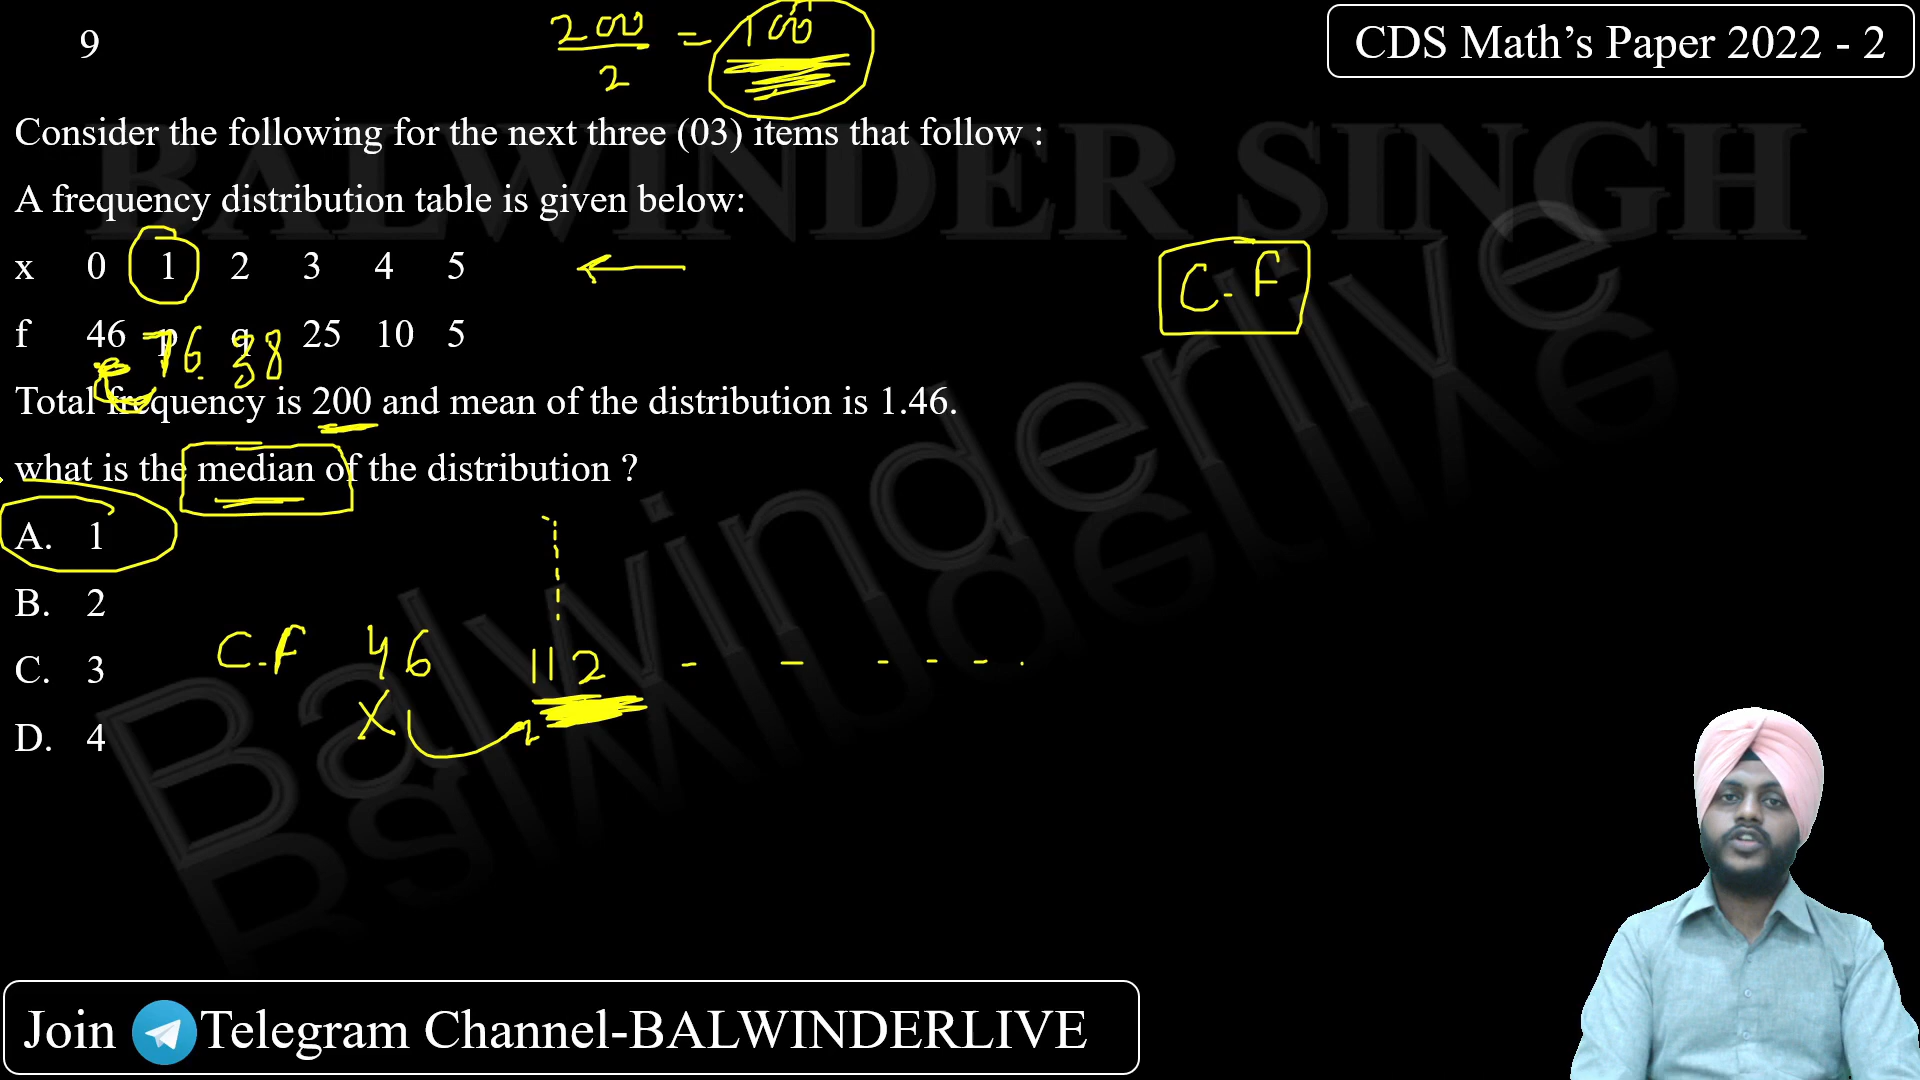 9
200/2 = 100
CDS Math’s Paper 2022 - 2
BALWINDER SINGH
Consider the following for the next three (03) items that follow :
A frequency distribution table is given below:
x 0 1 2 3 4 5
C.F
f 46 p q 25 10 5
76 38
Total frequency is 200 and mean of the distribution is 1.46.
what is the median of the distribution ?
A. 1
B. 2
C. 3
D. 4
C.F 46 112 - - - - - .
X
Balwinderlive
Join Telegram Channel-BALWINDERLIVE